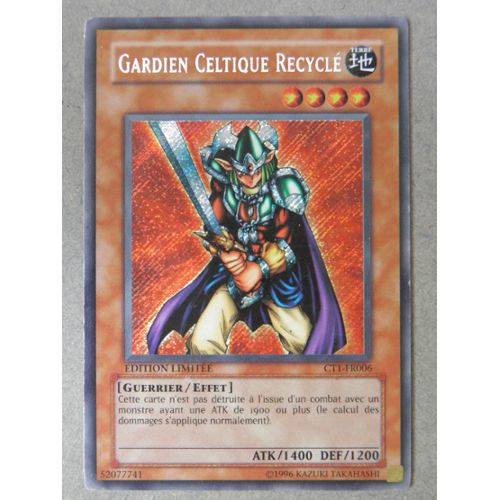 GARDIEN CELTIQUE RECYCLÉ
TERRE
地
EDITION LIMITÉE
CT1-FR006
[GUERRIER/EFFET]
Cette carte n'est pas détruite à l'issue d'un combat avec un
monstre ayant une ATK de 1900 ou plus (le calcul des
dommages s'applique normalement).
ATK/1400 DEF/1200
52077741
©1996 KAZUKI TAKAHASHI